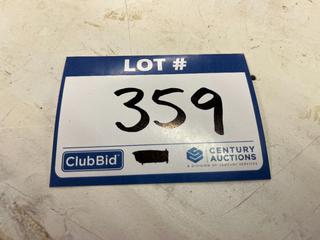 LOT #
359
ClubBid
CENTURY
AUCTIONS
A DIVISION OF CENTURY SERVICES